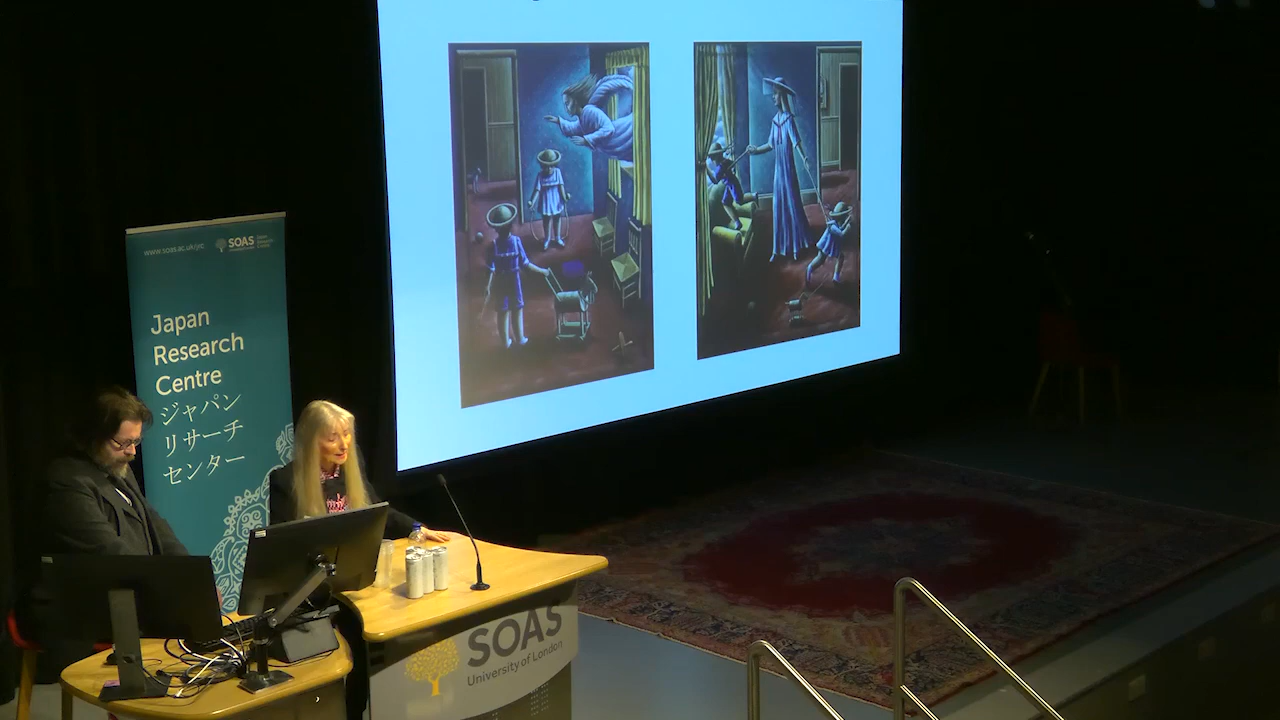 www.soas.ac.uk/jrc
SOAS
Japan
Research
Centre
ジャパン
リサーチ
センター
SOAS
University of London